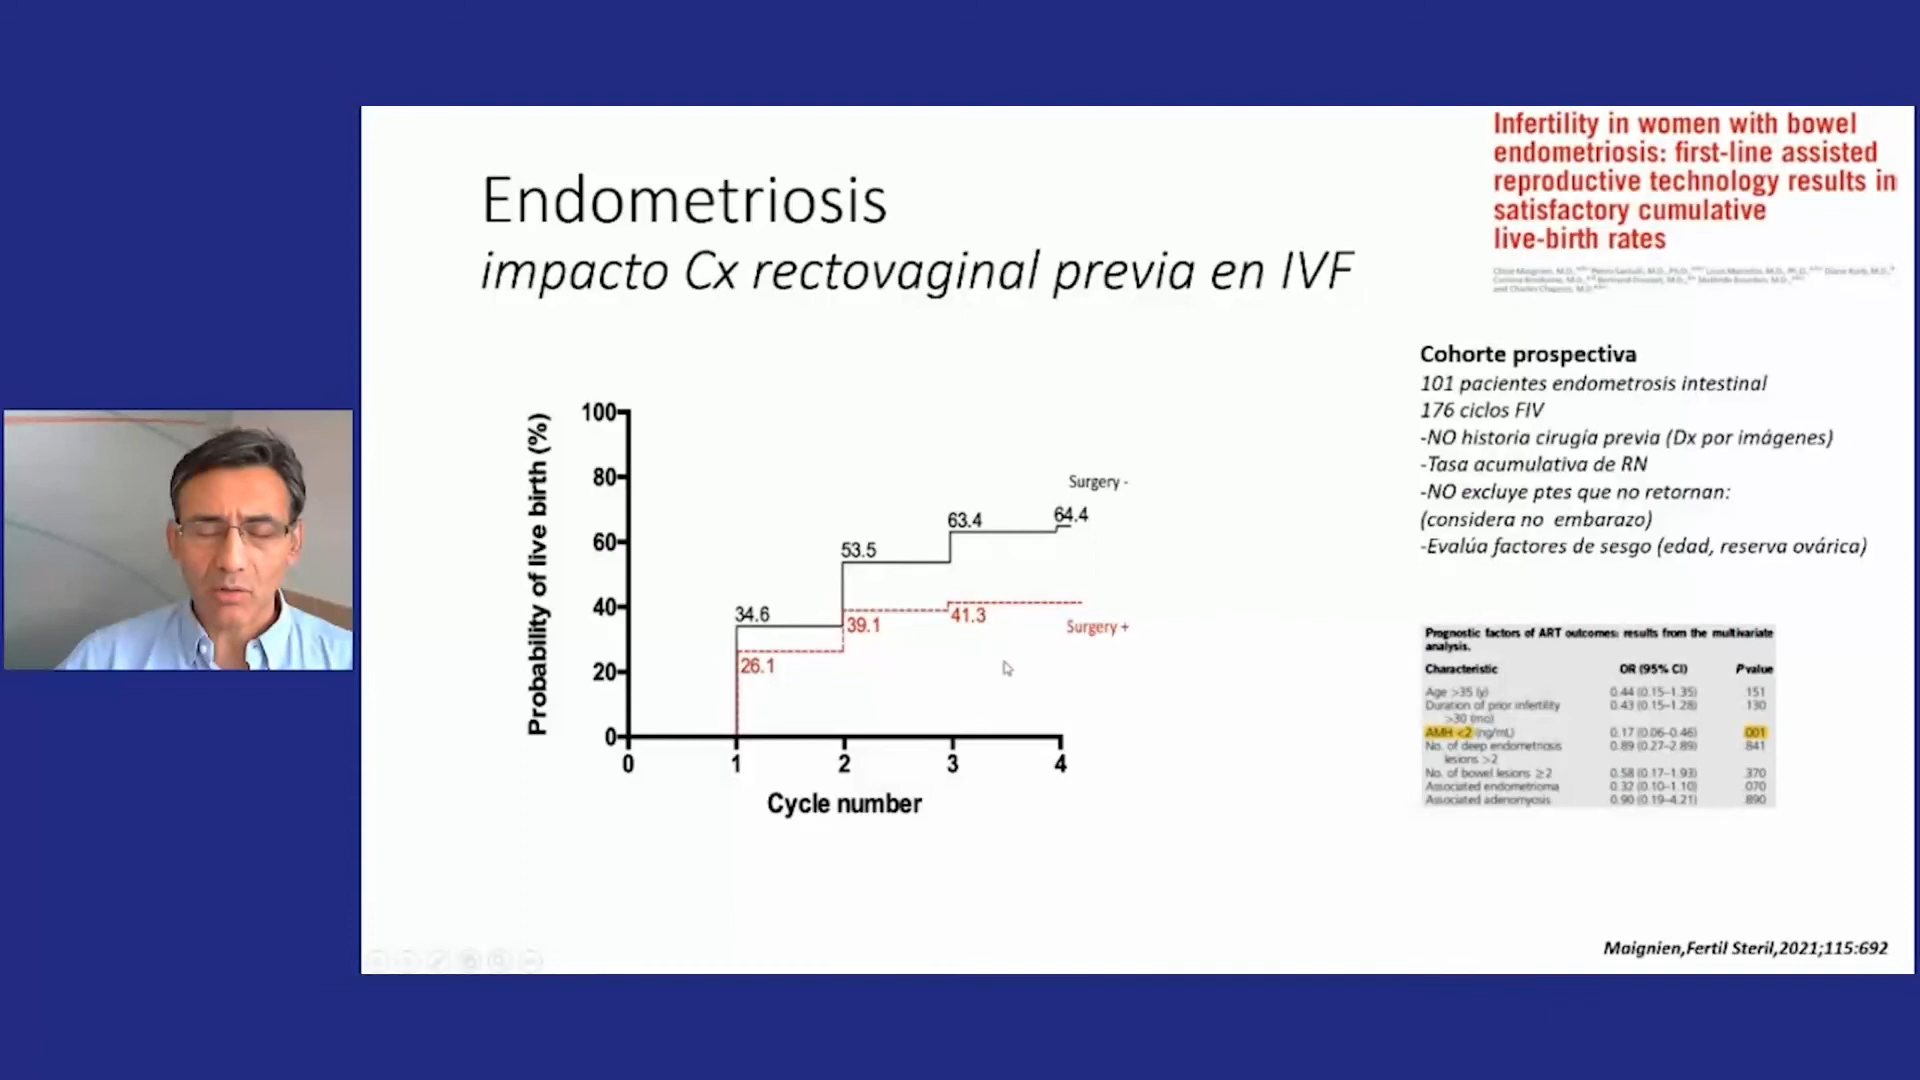 Infertility in women with bowel
endometriosis: first-line assisted
reproductive technology results in
satisfactory cumulative
live-birth rates
Endometriosis
impacto Cx rectovaginal previa en IVF
Cohorte prospectiva
101 pacientes endometrosis intestinal
176 ciclos FIV
-NO historia cirugía previa (Dx por imágenes)
-Tasa acumulativa de RN
-NO excluye ptes que no retornan:
(considera no embarazo)
-Evalúa factores de sesgo (edad, reserva ovárica)
Probability of live birth (%)
100
80
60
40
20
0
0 1 2 3 4
Cycle number
Surgery -
34.6
53.5
63.4
64.4
26.1
39.1
41.3
Surgery +
Prognostic factors of ART outcomes: results from the multivariate
analysis.
Characteristic OR (95% CI) P value
Age >35 (y) 0.44 (0.15–1.35) .151
Duration of prior infertility 0.43 (0.15–1.28) .130
>30 (mo)
AMH <2 (ng/mL) 0.17 (0.06–0.46) .001
No. of deep endometriosis 0.89 (0.27–2.89) .841
lesions >2
No. of bowel lesions ≥2 0.58 (0.17–1.93) .370
Associated endometrioma 0.32 (0.10–1.10) .070
Associated adenomyosis 0.90 (0.19–4.21) .890
Maignien,Fertil Steril,2021;115:692